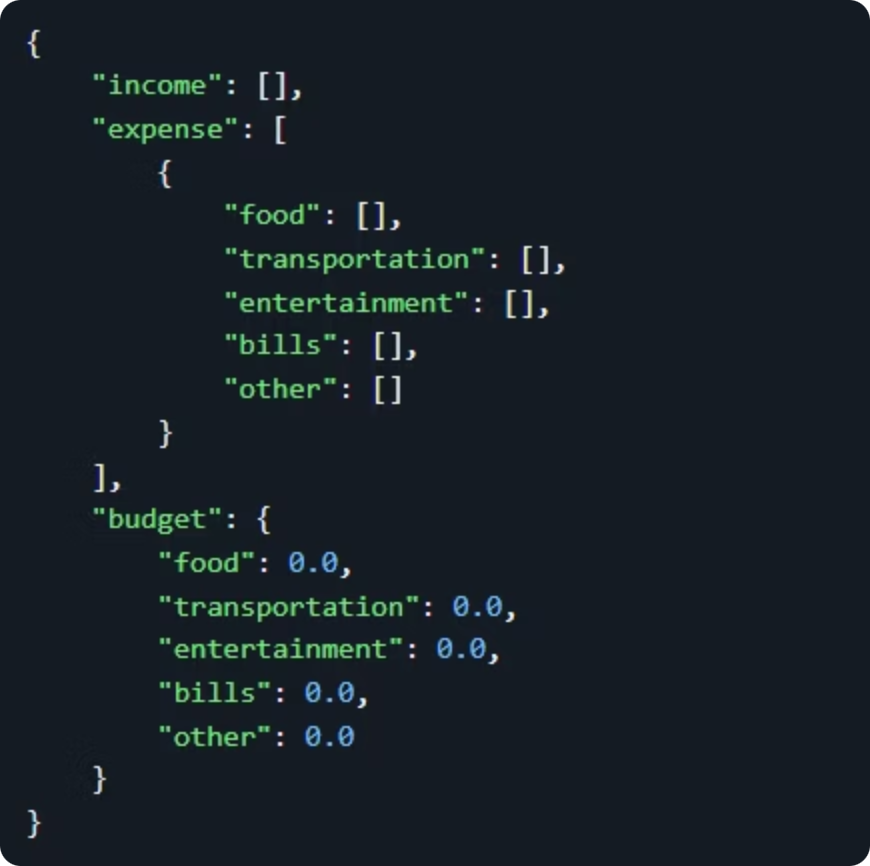 {
    "income": [],
    "expense": [
        {
            "food": [],
            "transportation": [],
            "entertainment": [],
            "bills": [],
            "other": []
        }
    ],
    "budget": {
        "food": 0.0,
        "transportation": 0.0,
        "entertainment": 0.0,
        "bills": 0.0,
        "other": 0.0
    }
}